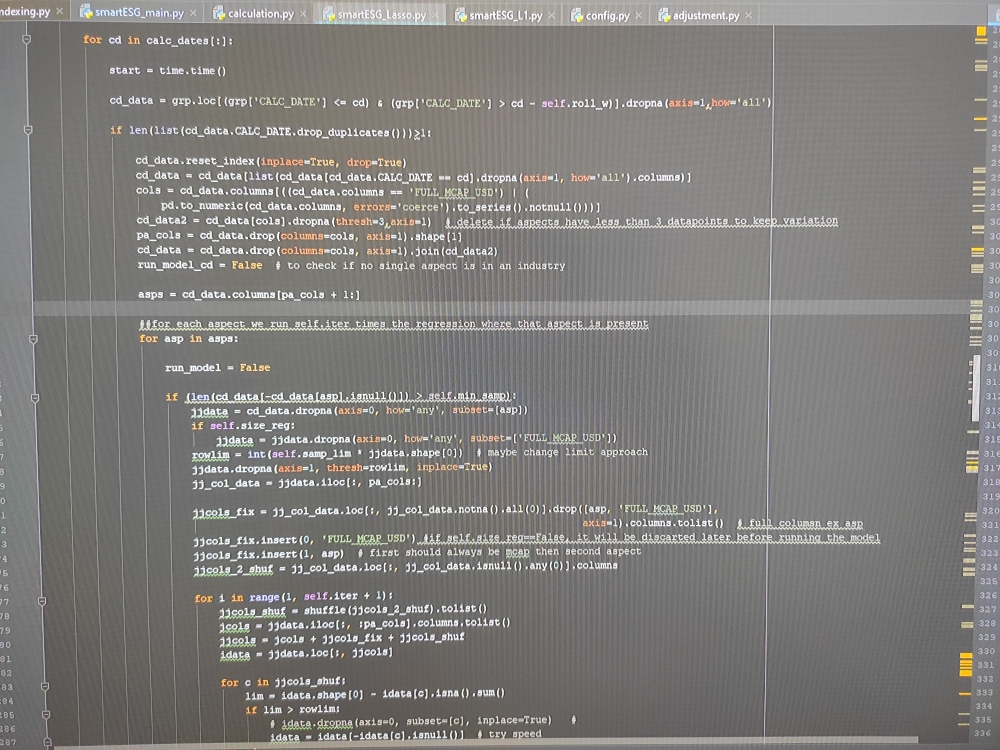 ndexing.py × smartESG_main.py × calculation.py × smartESG_Lasso.py × smartESG_L1.py × config.py × adjustment.py ×
for cd in calc_dates[:]:
start = time.time()
cd_data = grp.loc[(grp['CALC_DATE'] <= cd) & (grp['CALC_DATE'] > cd - self.roll_w)].dropna(axis=1,how='all')
if len(list(cd_data.CALC_DATE.drop_duplicates()))>1:
cd_data.reset_index(inplace=True, drop=True)
cd_data = cd_data[list(cd_data[cd_data.CALC_DATE == cd].dropna(axis=1, how='all').columns)]
cols = cd_data.columns[((cd_data.columns == 'FULL_MCAP_USD') | (
pd.to_numeric(cd_data.columns, errors='coerce').to_series().notnull()))]
cd_data2 = cd_data[cols].dropna(thresh=3,axis=1) # delete if aspects have less than 3 datapoints to keep variation
pa_cols = cd_data.drop(columns=cols, axis=1).shape[1]
cd_data = cd_data.drop(columns=cols, axis=1).join(cd_data2)
run_model_cd = False # to check if no single aspect is in an industry
asps = cd_data.columns[pa_cols + 1:]
##for each aspect we run self.iter times the regression where that aspect is present
for asp in asps:
run_model = False
if (len(cd_data[-cd_data[asp].isnull()]) > self.min_samp):
jjdata = cd_data.dropna(axis=0, how='any', subset=[asp])
if self.size_reg:
jjdata = jjdata.dropna(axis=0, how='any', subset=['FULL_MCAP_USD'])
rowlim = int(self.samp_lim * jjdata.shape[0]) # maybe change limit approach
jjdata.dropna(axis=1, thresh=rowlim, inplace=True)
jj_col_data = jjdata.iloc[:, pa_cols:]
jjcols_fix = jj_col_data.loc[:, jj_col_data.notna().all(0)].drop([asp, 'FULL_MCAP_USD'],
axis=1).columns.tolist() # full column ex asp
jjcols_fix.insert(0, 'FULL_MCAP_USD') #if self.size_reg==False, it will be discarted later before running the model
jjcols_fix.insert(1, asp) # first should always be mcap then second aspect
jjcols_2_shuf = jj_col_data.loc[:, jj_col_data.isnull().any(0)].columns
for i in range(1, self.iter + 1):
jjcols_shuf = shuffle(jjcols_2_shuf).tolist()
jcols = jjdata.iloc[:, :pa_cols].columns.tolist()
jjcols = jcols + jjcols_fix + jjcols_shuf
idata = jjdata.loc[:, jjcols]
for c in jjcols_shuf:
lim = idata.shape[0] - idata[c].isna().sum()
if lim > rowlim:
# idata.dropna(axis=0, subset=[c], inplace=True) #
idata = idata[-idata[c].isnull()] # try speed